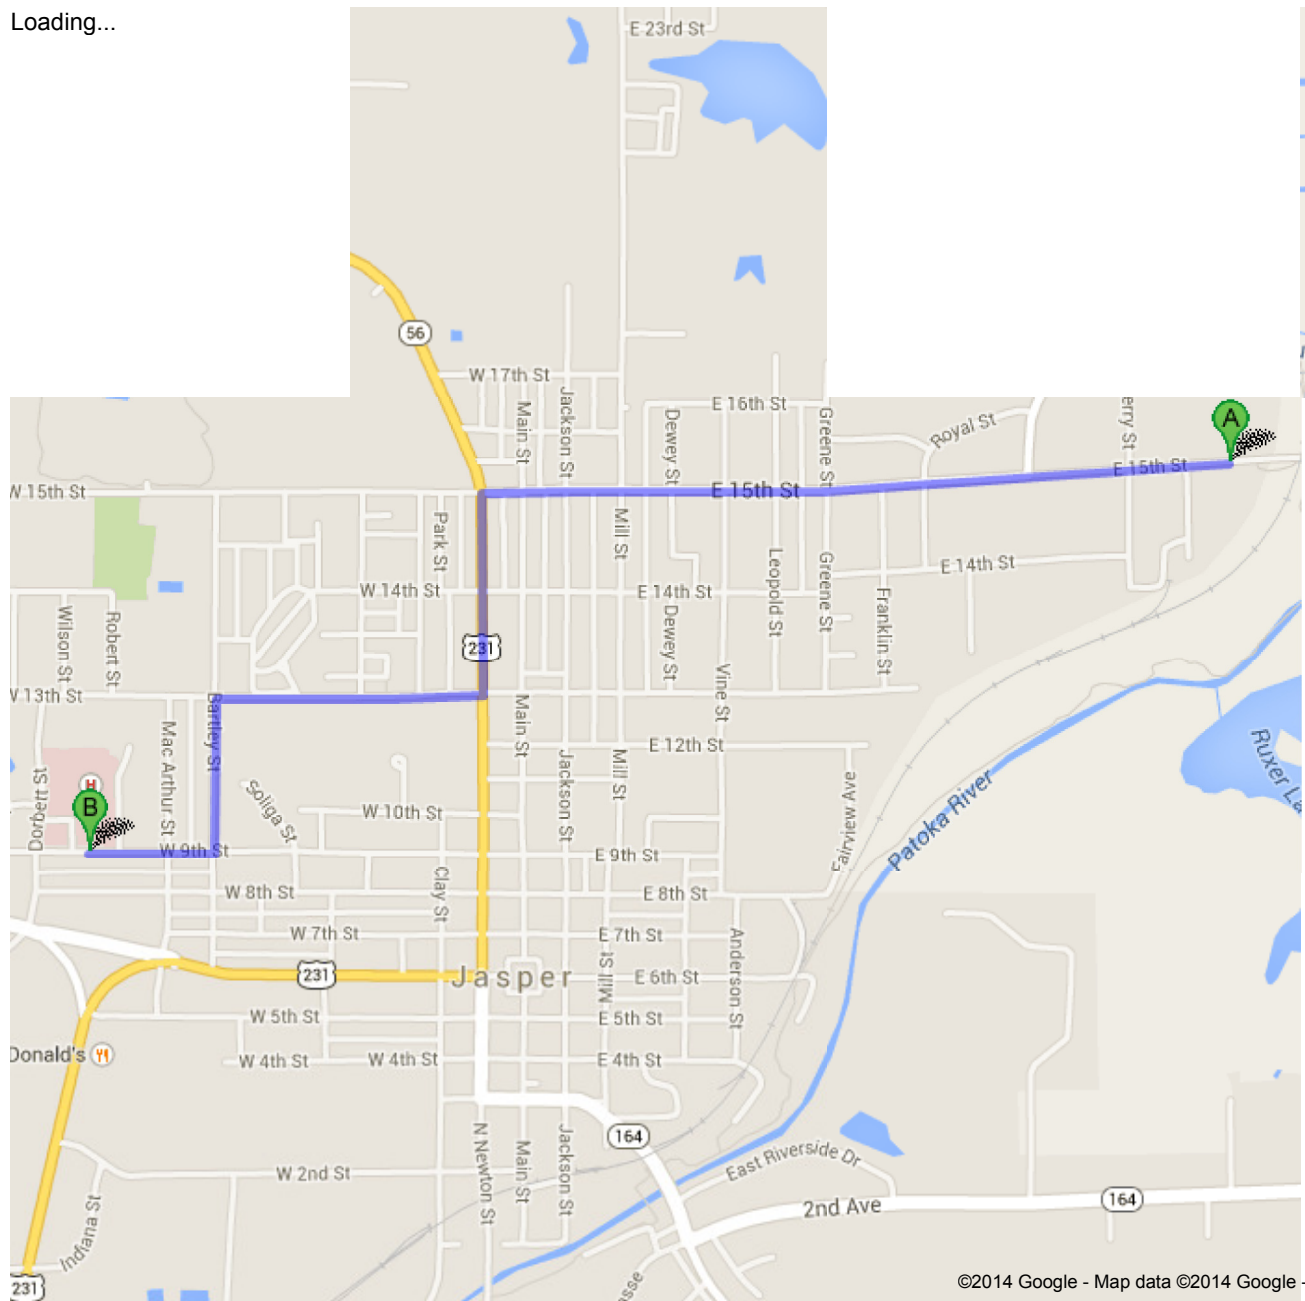 Loading...
E 23rd St
56
W 17th St
Main St
Jackson St
E 16th St
Dewey St
Greene St
Royal St
erry St
A
E 15th St
W 15th St
E 15th St
Park St
Mill St
Leopold St
Greene St
E 14th St
W 14th St
E 14th St
Wilson St
Robert St
Dewey St
Franklin St
231
Vine St
W 13th St
Bartley St
Mac Arthur St
Main St
E 12th St
Jackson St
Mill St
Ruxer La
Dorbett St
H
B
Soliga St
W 10th St
Fairview Ave
Patoka River
W 9th St
E 9th St
Clay St
W 8th St
E 8th St
W 7th St
E 7th St
Anderson St
Mill St
231
Jasper
E 6th St
W 5th St
E 5th St
Donald's
W 4th St
W 4th St
E 4th St
N Newton St
Main St
Jackson St
164
East Riverside Dr
W 2nd St
2nd Ave
164
Indiana St
231
sse
©2014 Google - Map data ©2014 Google -